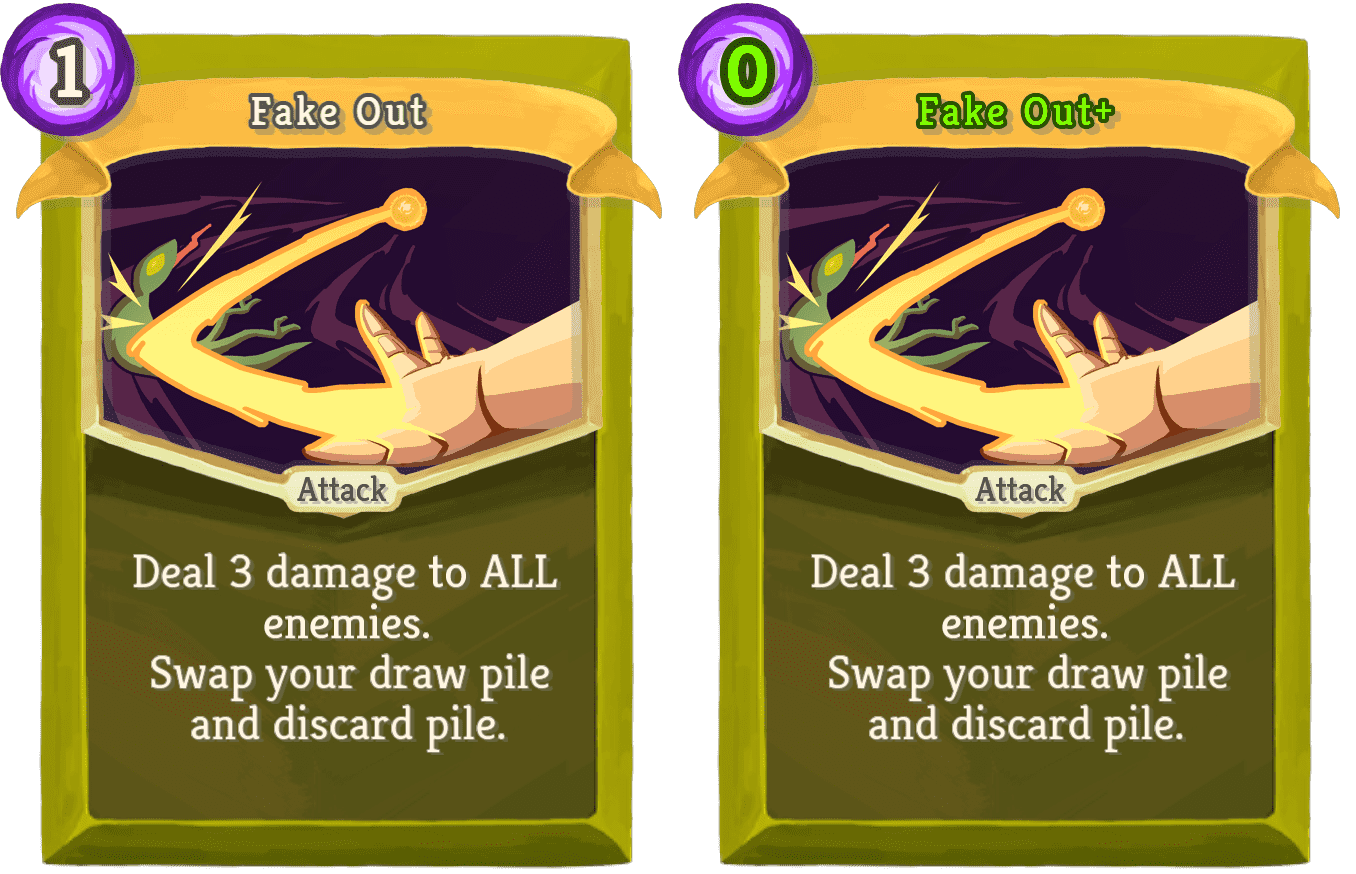 1
Fake Out
Attack
Deal 3 damage to ALL
enemies.
Swap your draw pile
and discard pile.
0
Fake Out+
Attack
Deal 3 damage to ALL
enemies.
Swap your draw pile
and discard pile.